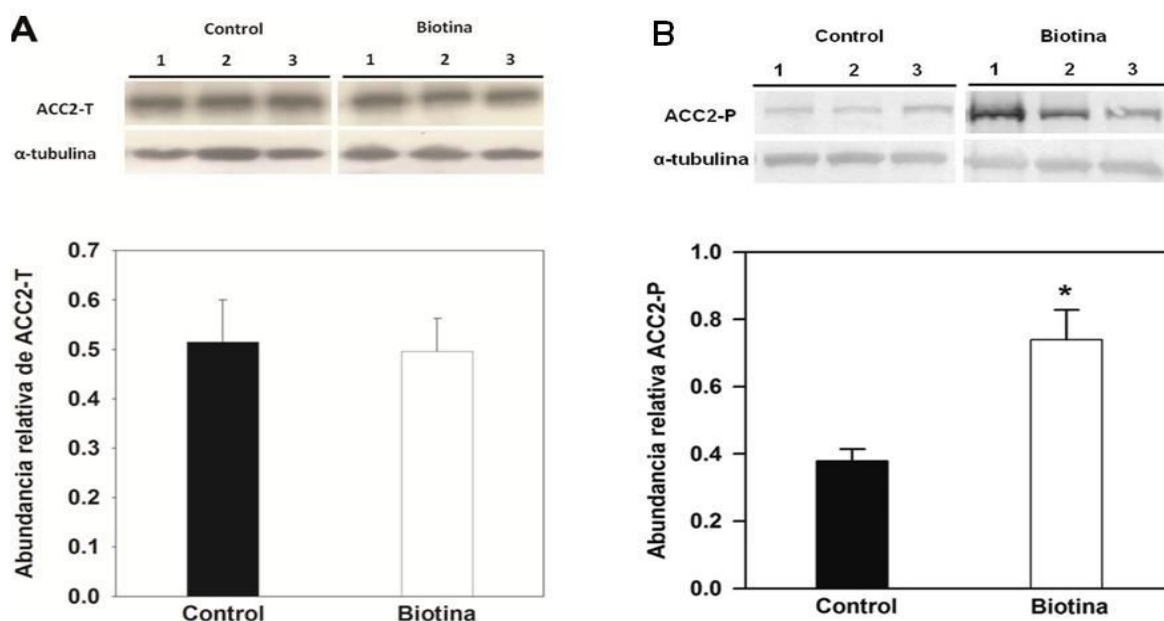 A
Control
Biotina
1 2 3 1 2 3
ACC2-T
α-tubulina
Abundancia relativa de ACC2-T
0.7
0.6
0.5
0.4
0.3
0.2
0.1
0.0
Control
Biotina
B
Control
Biotina
1 2 3 1 2 3
ACC2-P
α-tubulina
Abundancia relativa ACC2-P
1.0
0.8
0.6
0.4
0.2
0.0
*
Control
Biotina